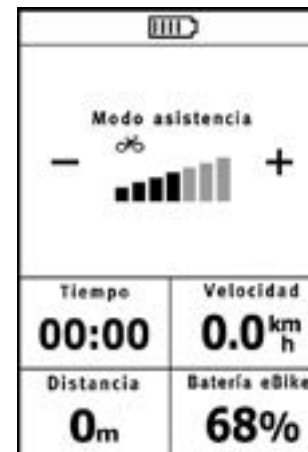 Modo asistencia
− +
Tiempo Velocidad
00:00 0.0 km/h
Distancia Batería eBike
0m 68%